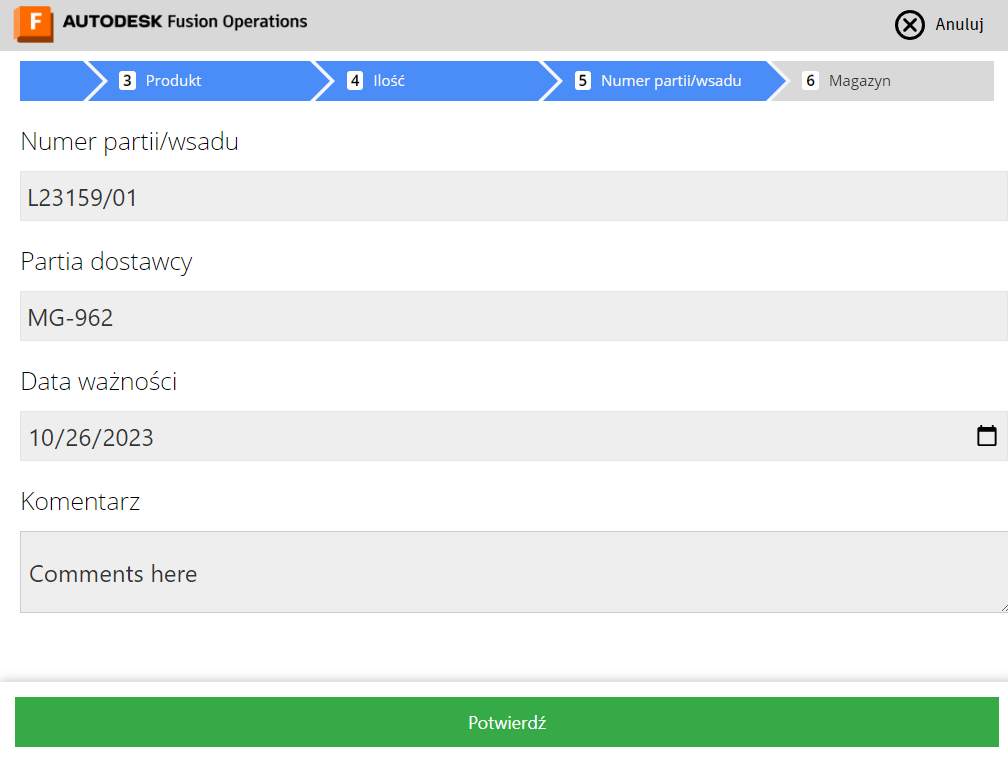 F AUTODESK Fusion Operations
Anuluj
3 Produkt
4 Ilość
5 Numer partii/wsadu
6 Magazyn
Numer partii/wsadu
L23159/01
Partia dostawcy
MG-962
Data ważności
10/26/2023
Komentarz
Comments here
Potwierdź